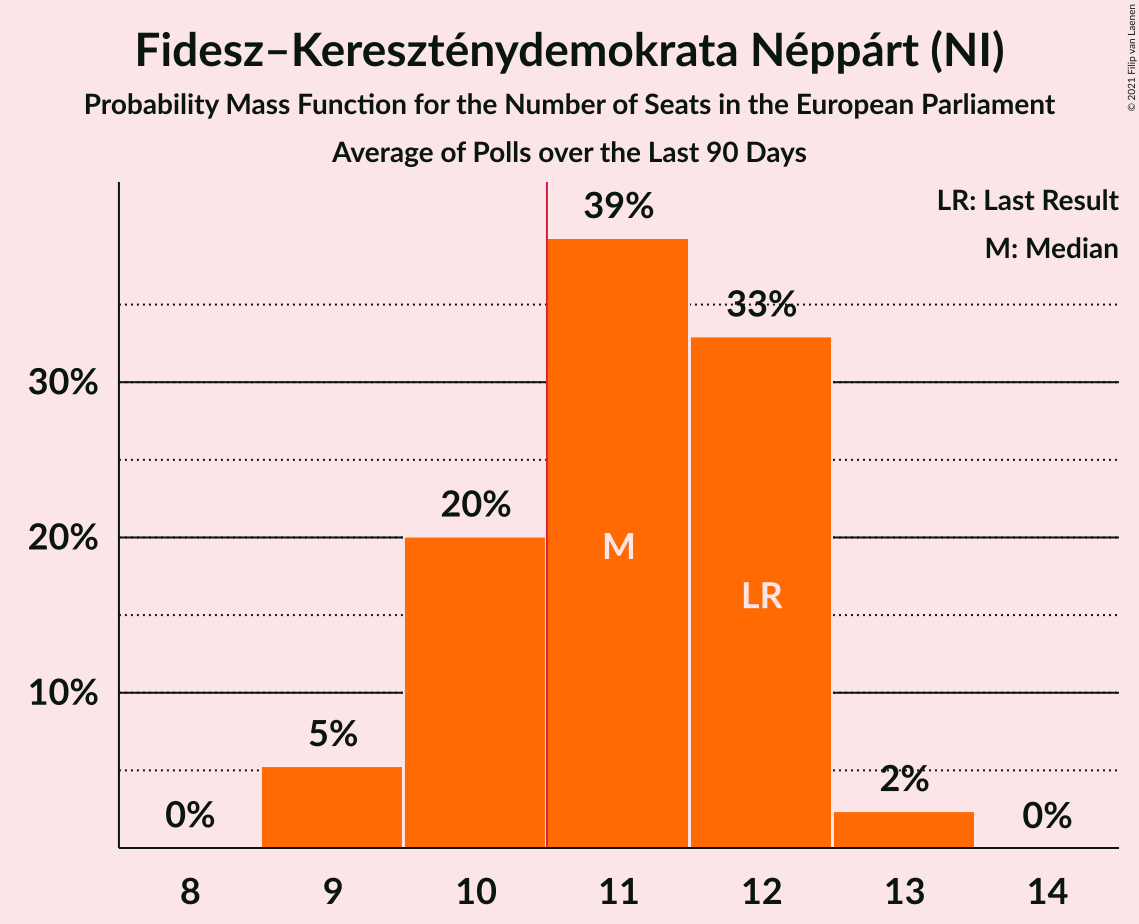 Fidesz–Kereszténydemokrata Néppárt (NI)
Probability Mass Function for the Number of Seats in the European Parliament
Average of Polls over the Last 90 Days
© 2021 Filip van Laenen
LR: Last Result
M: Median
39%
33%
30%
20%
20%
M
LR
10%
5%
2%
0%
0%
8 9 10 11 12 13 14